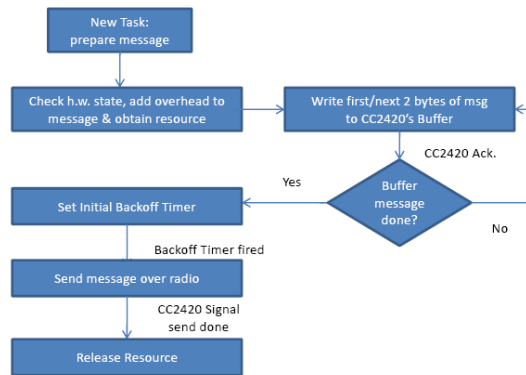 New Task:
prepare message
Check h.w. state, add overhead to
message & obtain resource
Write first/next 2 bytes of msg
to CC2420's Buffer
CC2420 Ack.
Buffer
message
done?
Yes
No
Set Initial Backoff Timer
Backoff Timer fired
Send message over radio
CC2420 Signal
send done
Release Resource